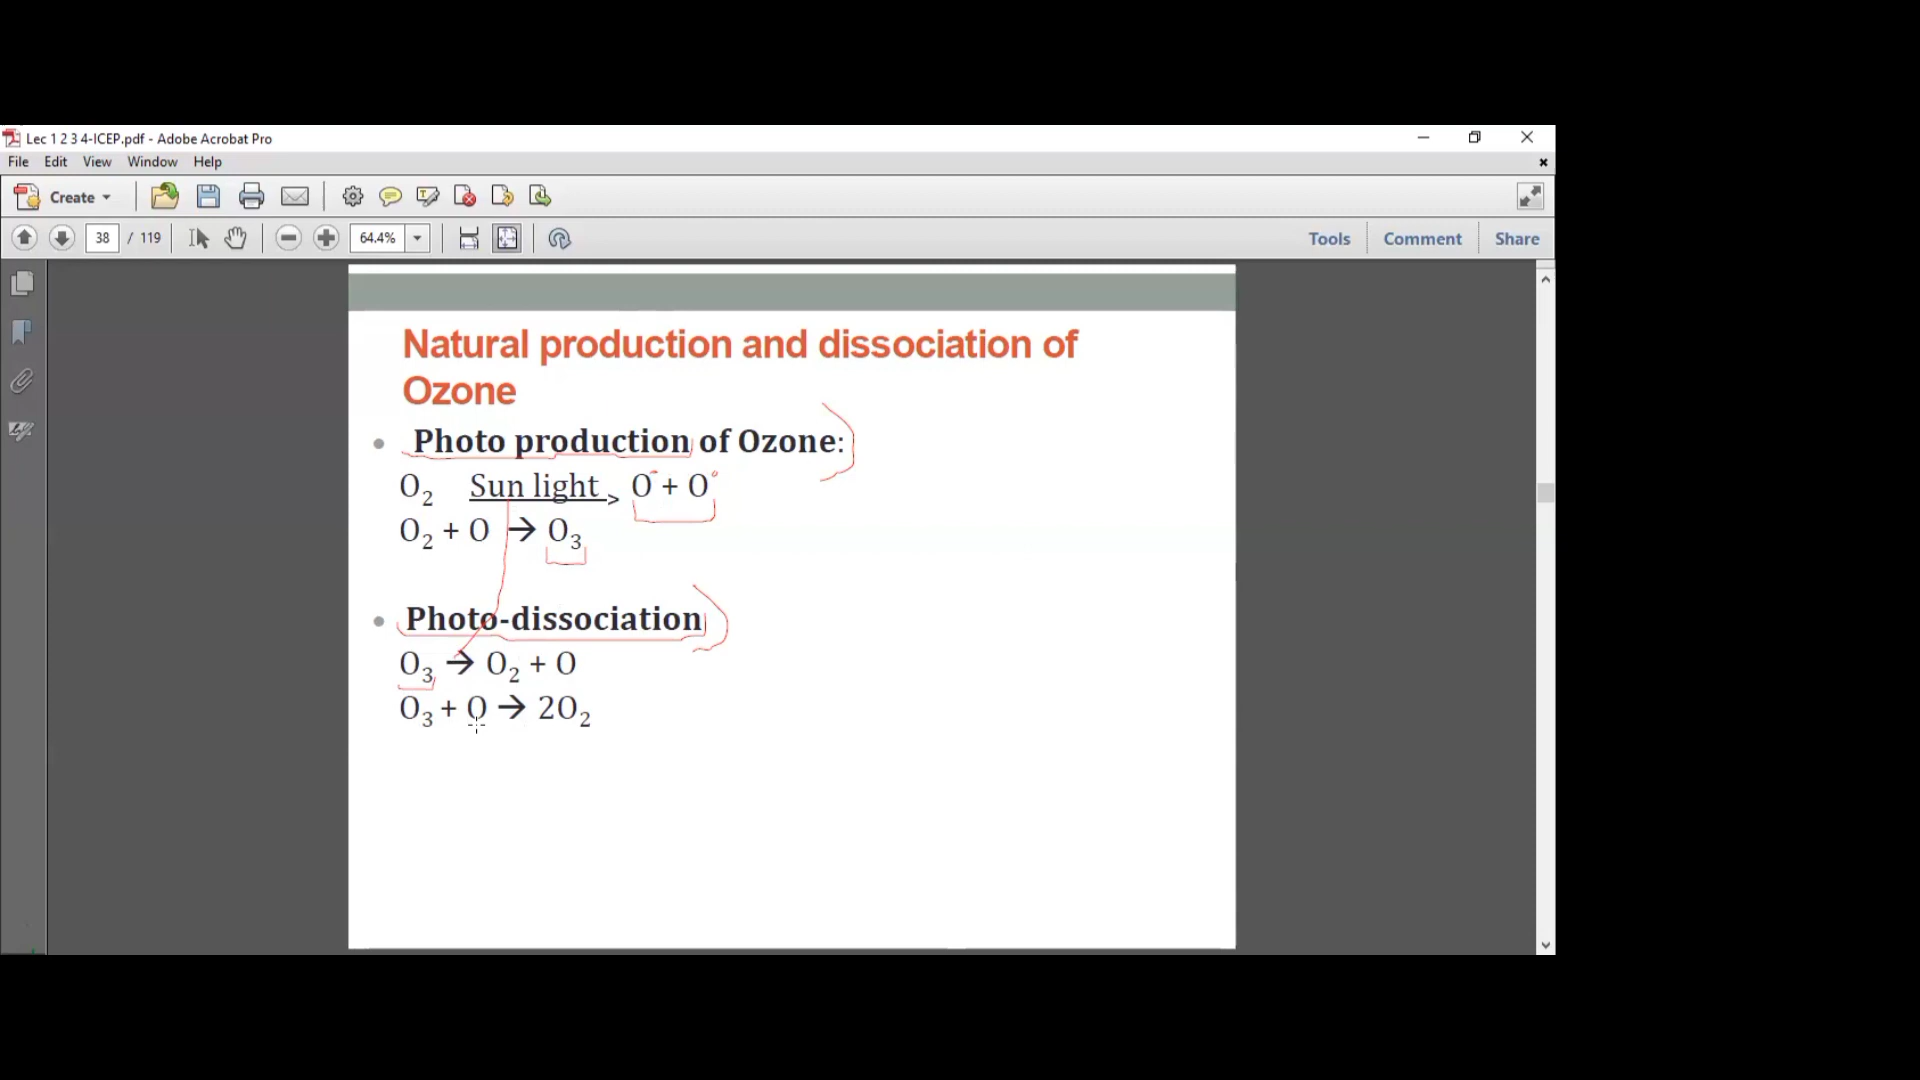 Lec 1 2 3 4-ICEP.pdf - Adobe Acrobat Pro
File Edit View Window Help
Create
38 / 119 64.4% Tools Comment Share
Natural production and dissociation of
Ozone
• Photo production of Ozone:
O₂ Sun light > O + O
O₂ + O → O₃
• Photo-dissociation
O₃ → O₂ + O
O₃ + O → 2O₂